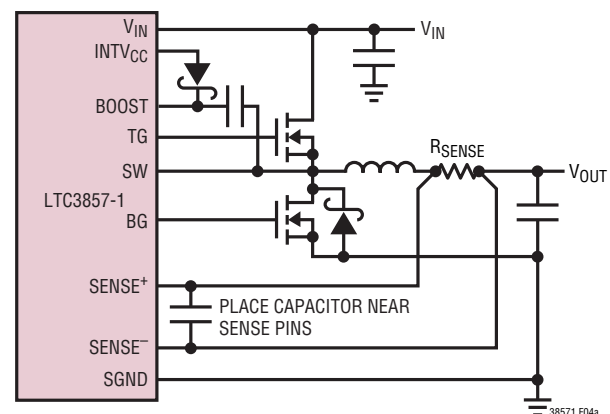 VIN
VIN
INTVCC
BOOST
TG
SW
RSENSE
VOUT
LTC3857-1
BG
SENSE+
PLACE CAPACITOR NEAR
SENSE PINS
SENSE–
SGND
38571 F04a